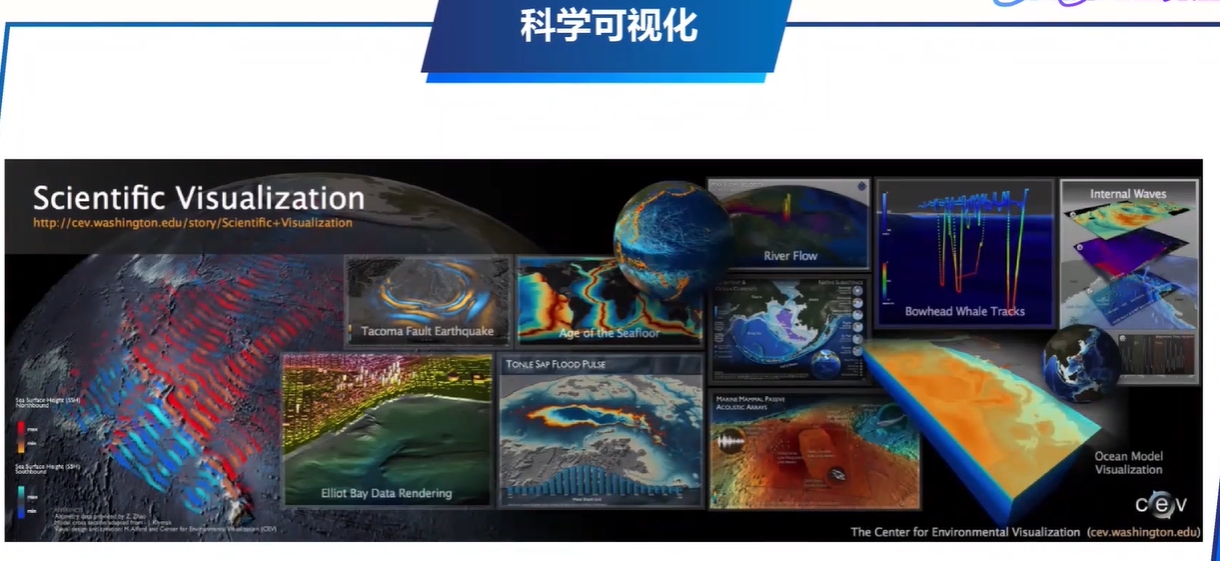 科学可视化
Scientific Visualization
http://cev.washington.edu/story/Scientific+Visualization
River Flow
Internal Waves
Tacoma Fault Earthquake
Age of the Seafloor
Bowhead Whale Tracks
TONLE SAP FLOOD PULSE
MARINE MAMMAL PASSIVE
ACOUSTIC ARRAYS
Sea Surface Height (SSH)
Northbound
max
min
Sea Surface Height (SSH)
Southbound
max
min
Elliot Bay Data Rendering
Ocean Model
Visualization
cev
The Center for Environmental Visualization (cev.washington.edu)